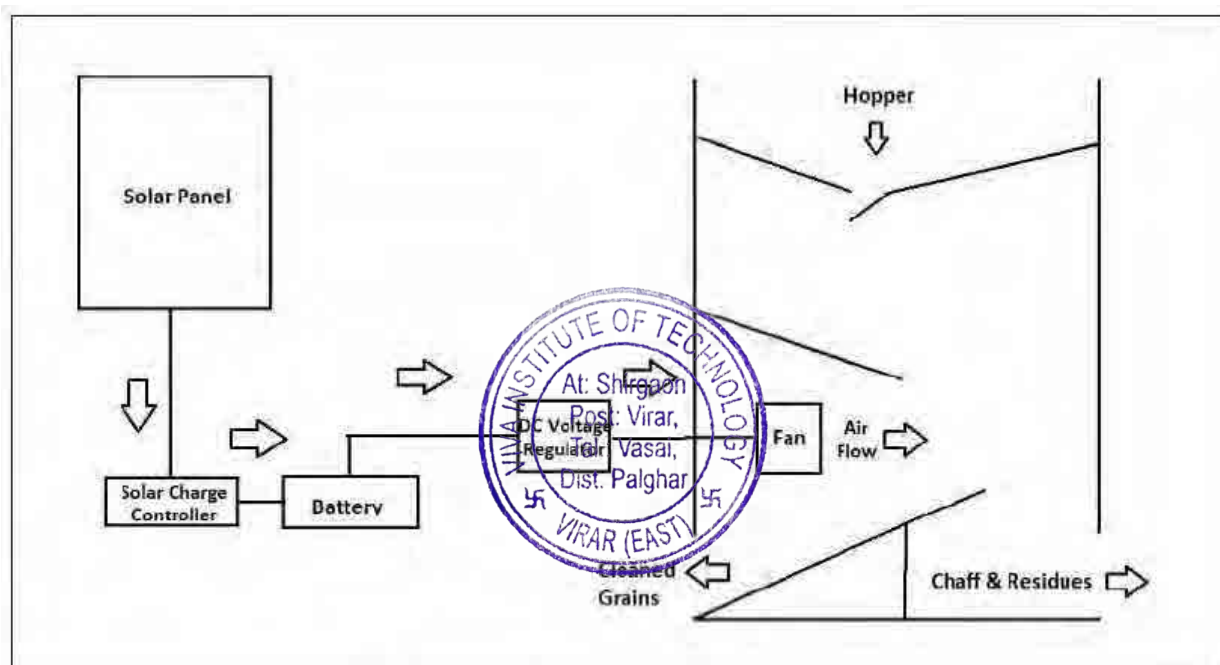 Hopper
Solar Panel
VIVA INSTITUTE OF TECHNOLOGY
At: Shirgaon
Post: Virar,
Tal: Vasai,
Dist. Palghar
VIRAR (EAST)
DC Voltage
Regulator
Fan
Air
Flow
Solar Charge
Controller
Battery
Cleaned
Grains
Chaff & Residues